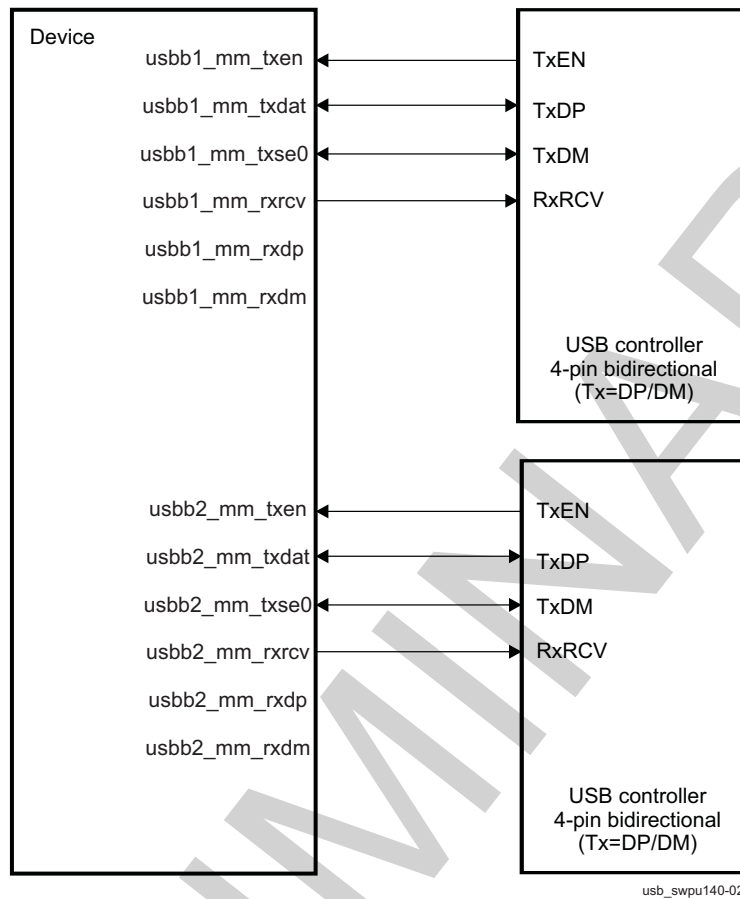 Device
usbb1_mm_txen
usbb1_mm_txdat
usbb1_mm_txse0
usbb1_mm_rxrcv
usbb1_mm_rxdp
usbb1_mm_rxdm
TxEN
TxDP
TxDM
RxRCV
USB controller
4-pin bidirectional
(Tx=DP/DM)
usbb2_mm_txen
usbb2_mm_txdat
usbb2_mm_txse0
usbb2_mm_rxrcv
usbb2_mm_rxdp
usbb2_mm_rxdm
TxEN
TxDP
TxDM
RxRCV
USB controller
4-pin bidirectional
(Tx=DP/DM)